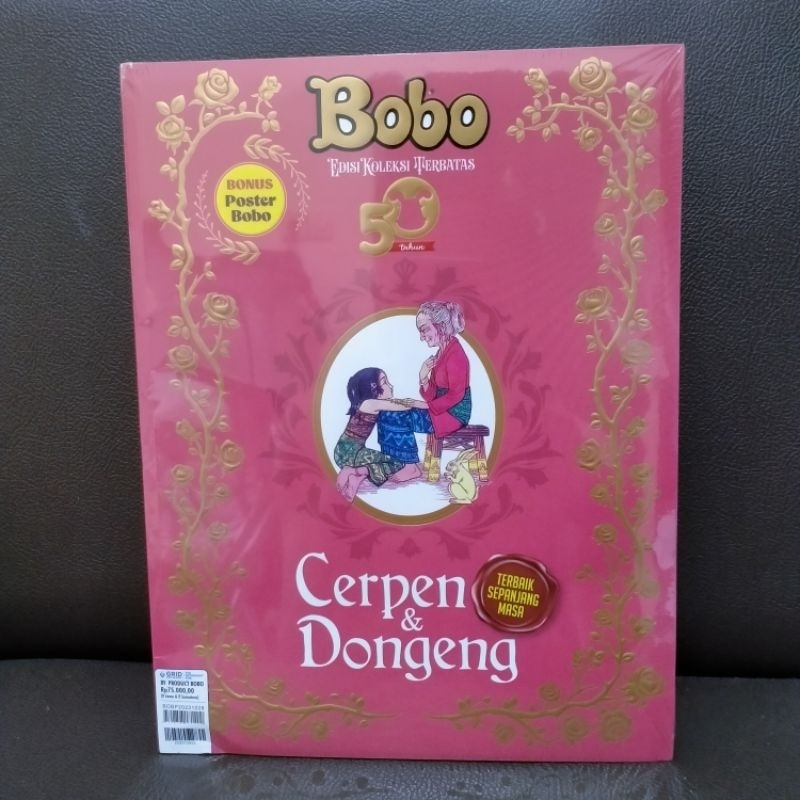 Bobo
EDISI KOLEKSI TERBATAS
50
tahun
BONUS
Poster
Bobo
Cerpen
&
Dongeng
TERBAIK
SEPANJANG
MASA
GRID
BY. PRODUCT BOBO
Rp75.000,00